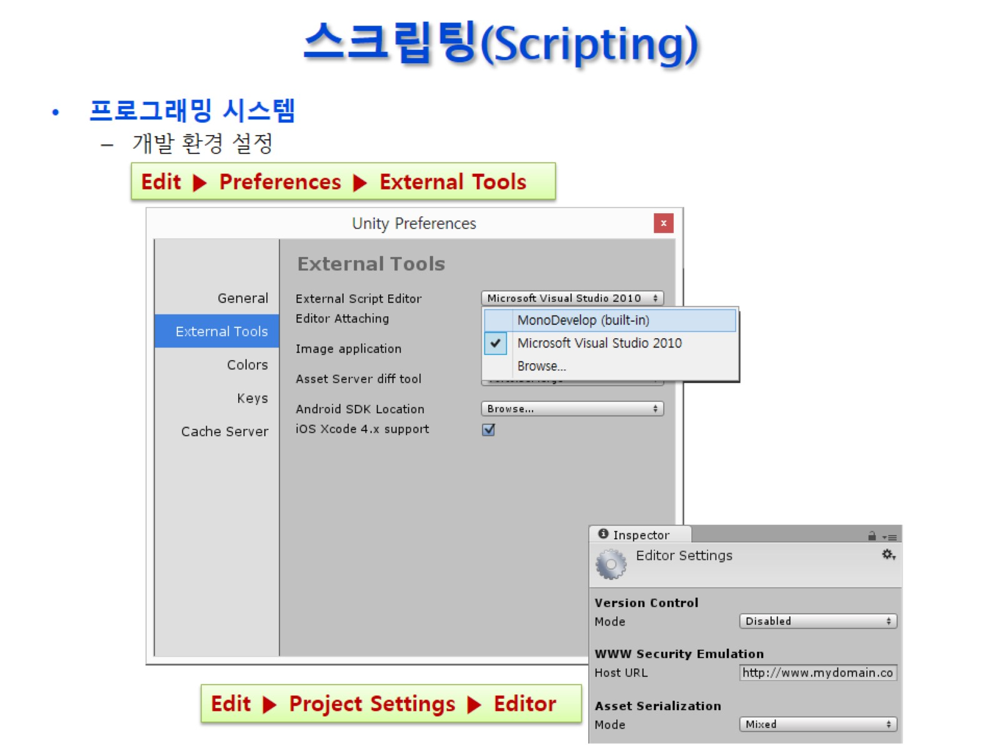 스크립팅(Scripting)
• 프로그래밍 시스템
– 개발 환경 설정
Edit ▶ Preferences ▶ External Tools
Unity Preferences
x
External Tools
General
External Tools
Colors
Keys
Cache Server
External Script Editor
Microsoft Visual Studio 2010
Editor Attaching
MonoDevelop (built-in)
Microsoft Visual Studio 2010
Browse...
Image application
Asset Server diff tool
Android SDK Location
Browse...
iOS Xcode 4.x support
Inspector
Editor Settings
Version Control
Mode
Disabled
WWW Security Emulation
Host URL
http://www.mydomain.co
Asset Serialization
Mode
Mixed
Edit ▶ Project Settings ▶ Editor